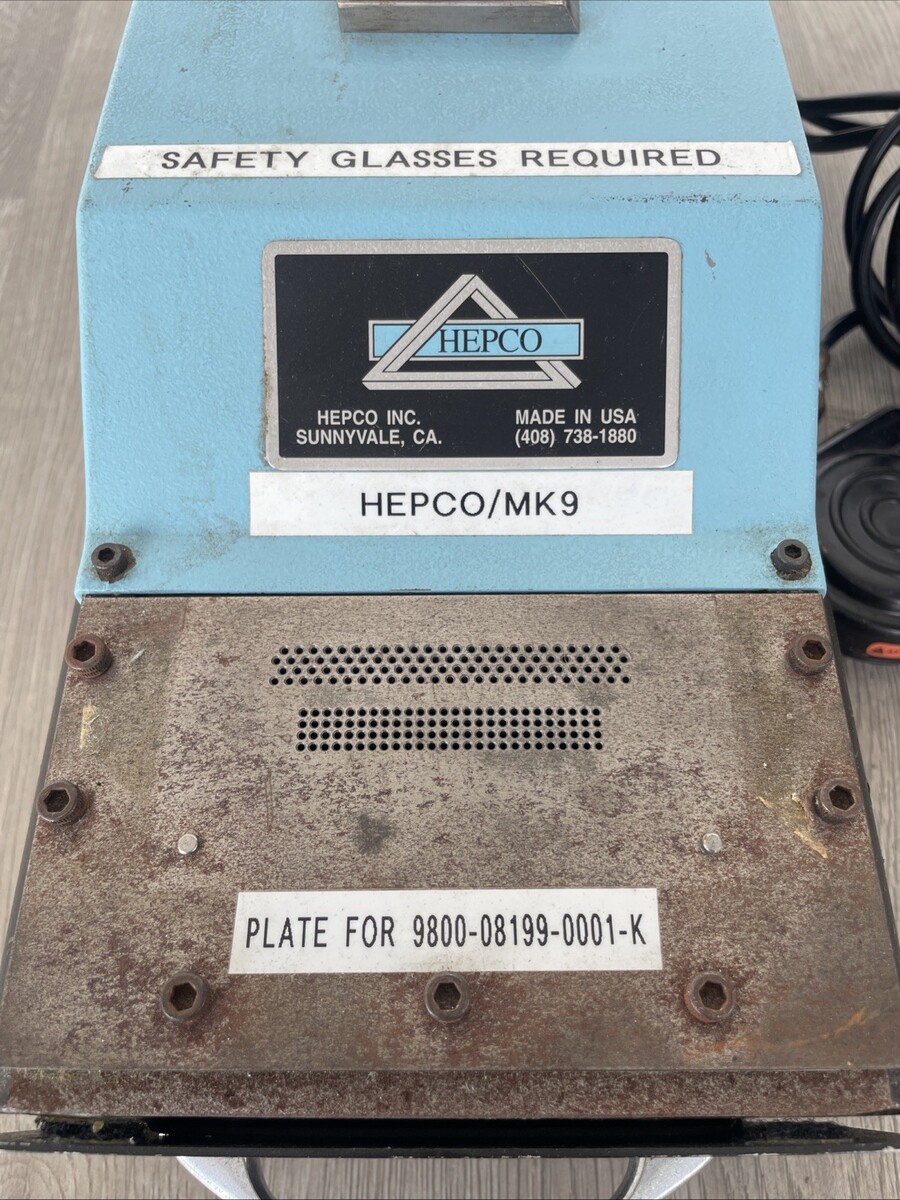 SAFETY GLASSES REQUIRED
HEPCO
HEPCO INC.
SUNNYVALE, CA.
MADE IN USA
(408) 738-1880
HEPCO/MK9
PLATE FOR 9800-08199-0001-K